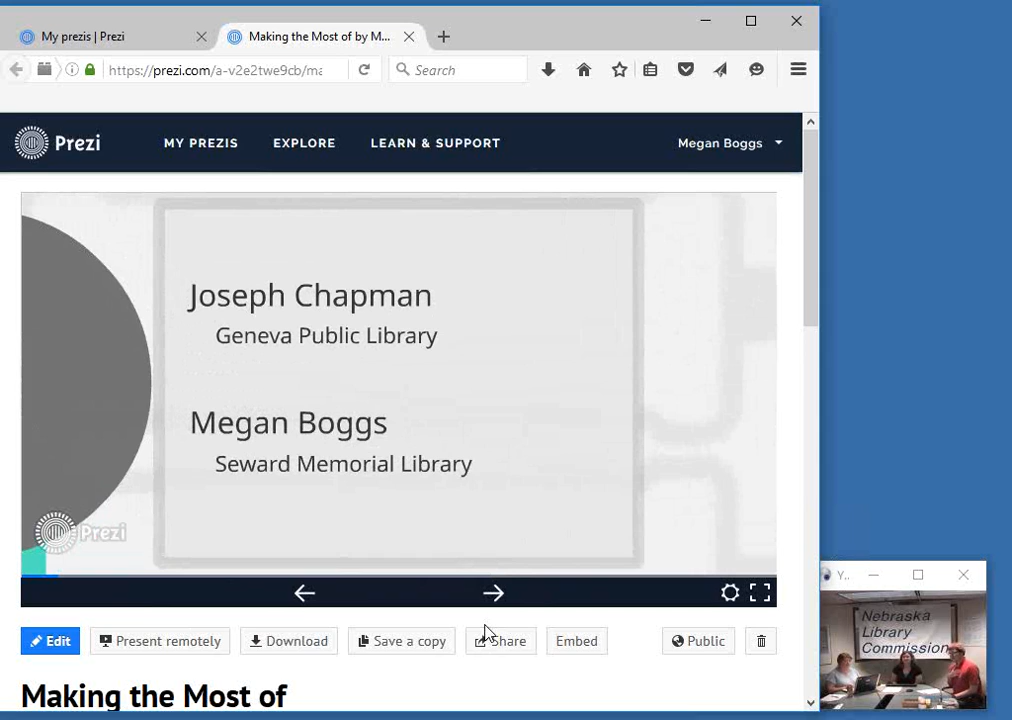 My prezis | Prezi
Making the Most of by M...
https://prezi.com/a-v2e2twe9cb/ma
Search
Prezi
MY PREZIS
EXPLORE
LEARN & SUPPORT
Megan Boggs
Joseph Chapman
Geneva Public Library
Megan Boggs
Seward Memorial Library
Prezi
Edit
Present remotely
Download
Save a copy
Share
Embed
Public
Making the Most of
Y..
Nebraska
Library
Commission